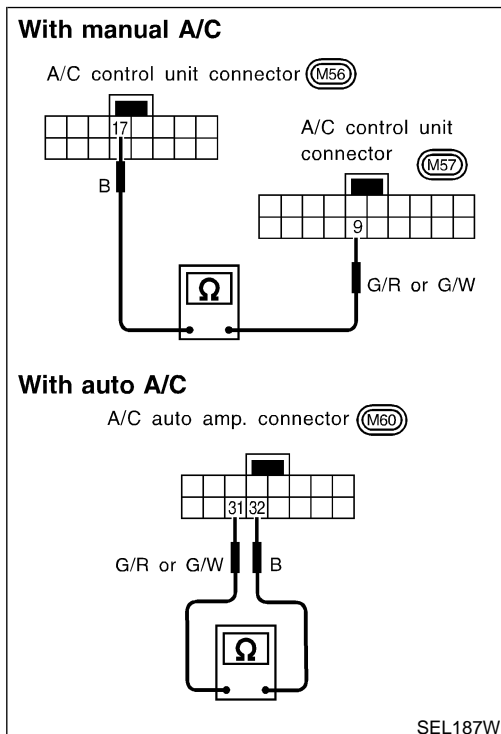 With manual A/C
A/C control unit connector M56
17
A/C control unit
connector M57
B
9
Ω
G/R or G/W
With auto A/C
A/C auto amp. connector M60
31 32
G/R or G/W
B
Ω
SEL187W